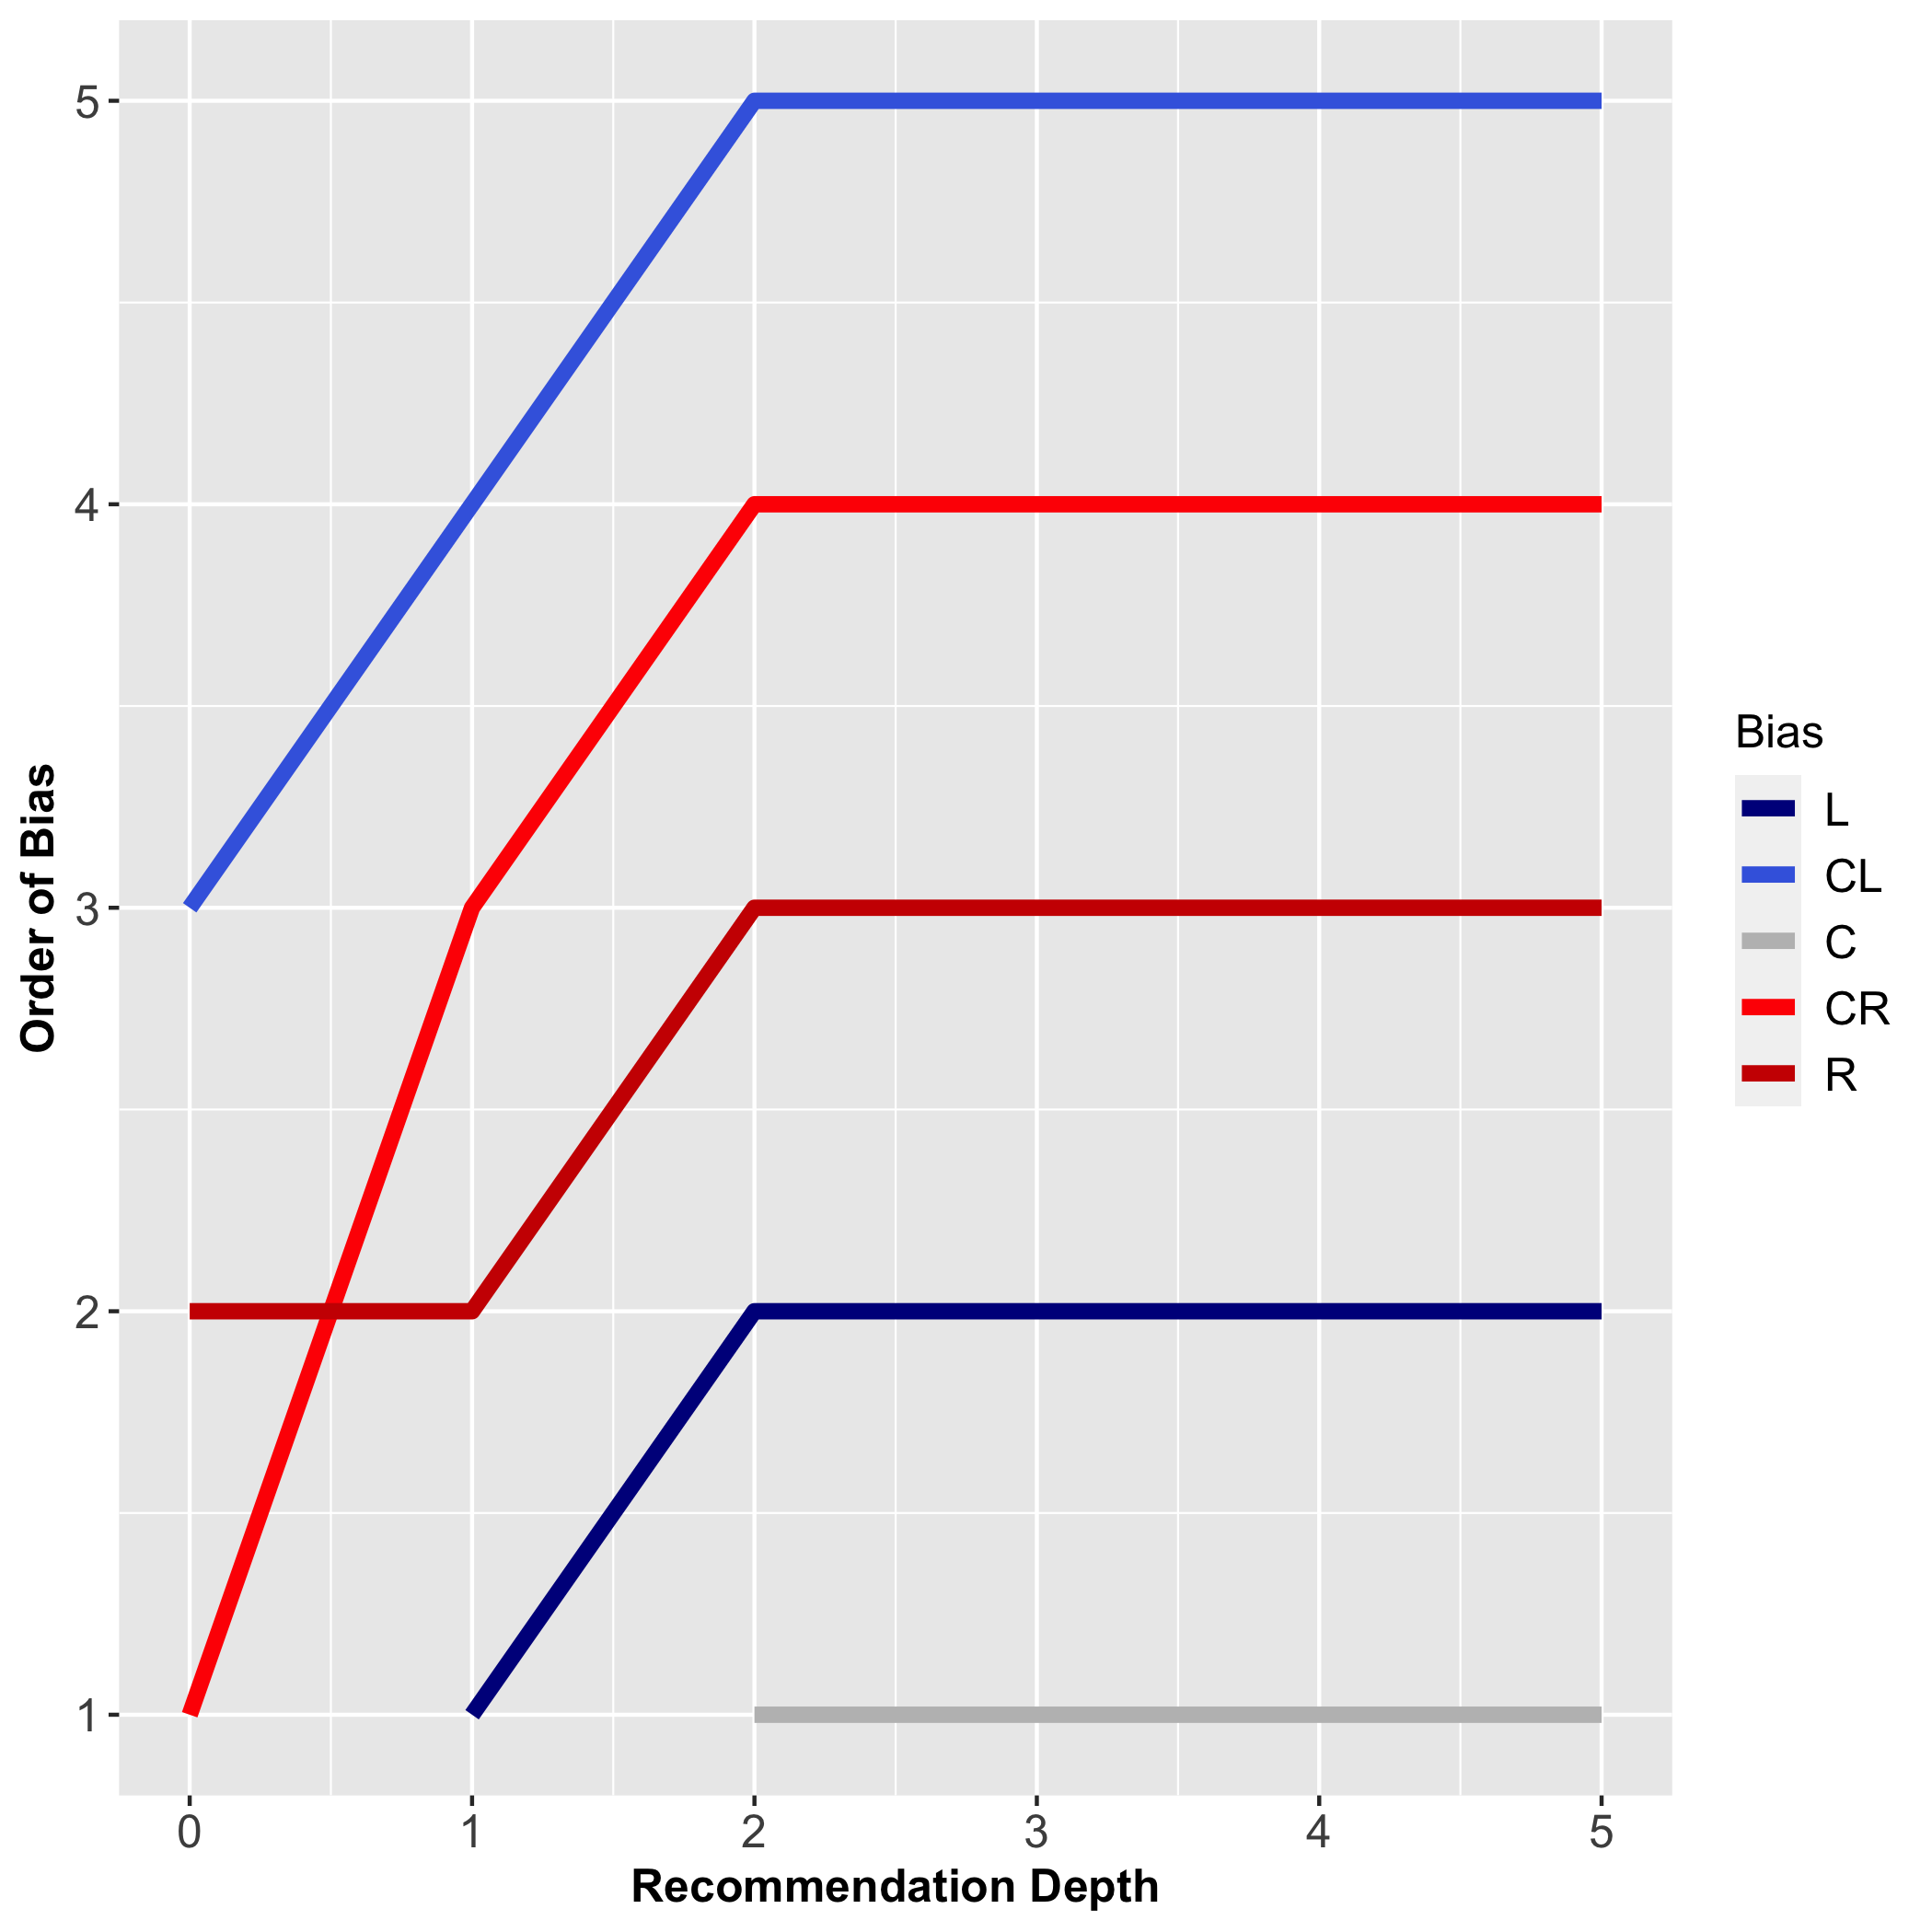 5
4
3
2
1
Order of Bias
0 1 2 3 4 5
Recommendation Depth
Bias
L
CL
C
CR
R